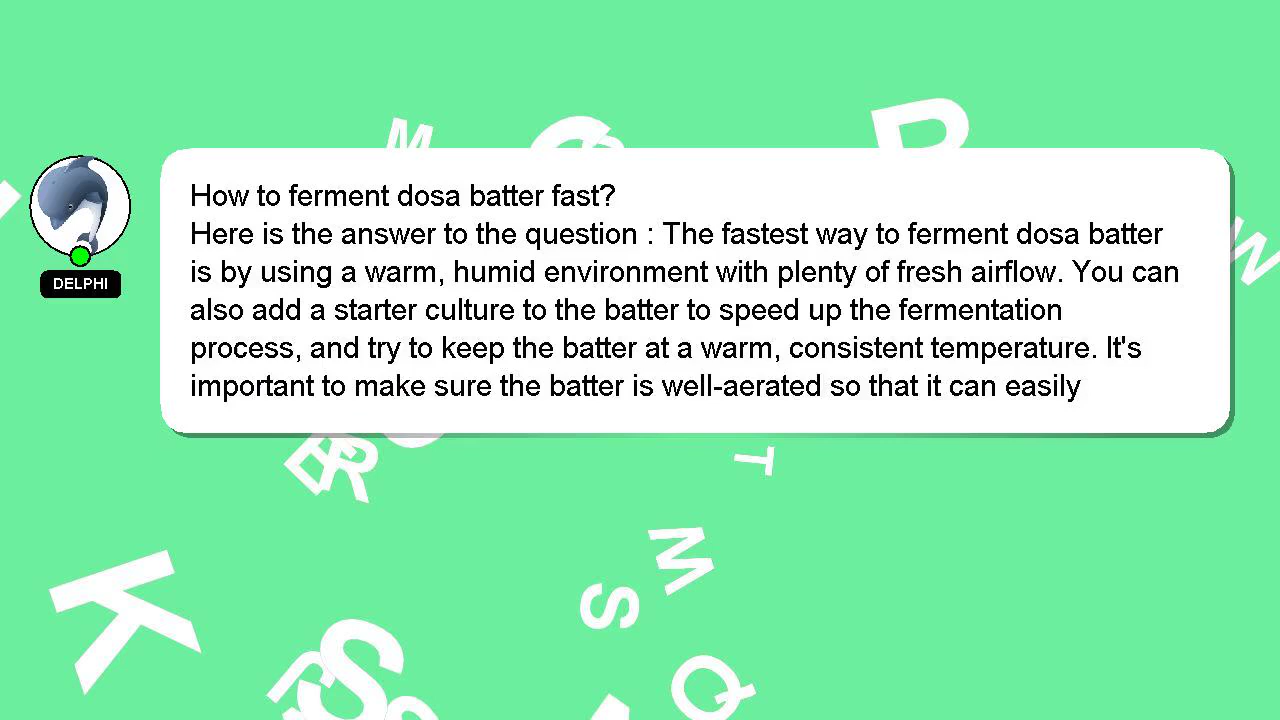 How to ferment dosa batter fast?
Here is the answer to the question : The fastest way to ferment dosa batter
is by using a warm, humid environment with plenty of fresh airflow. You can
also add a starter culture to the batter to speed up the fermentation
process, and try to keep the batter at a warm, consistent temperature. It's
important to make sure the batter is well-aerated so that it can easily
DELPHI
M
P
W
T
K
M
S
S
Q
R